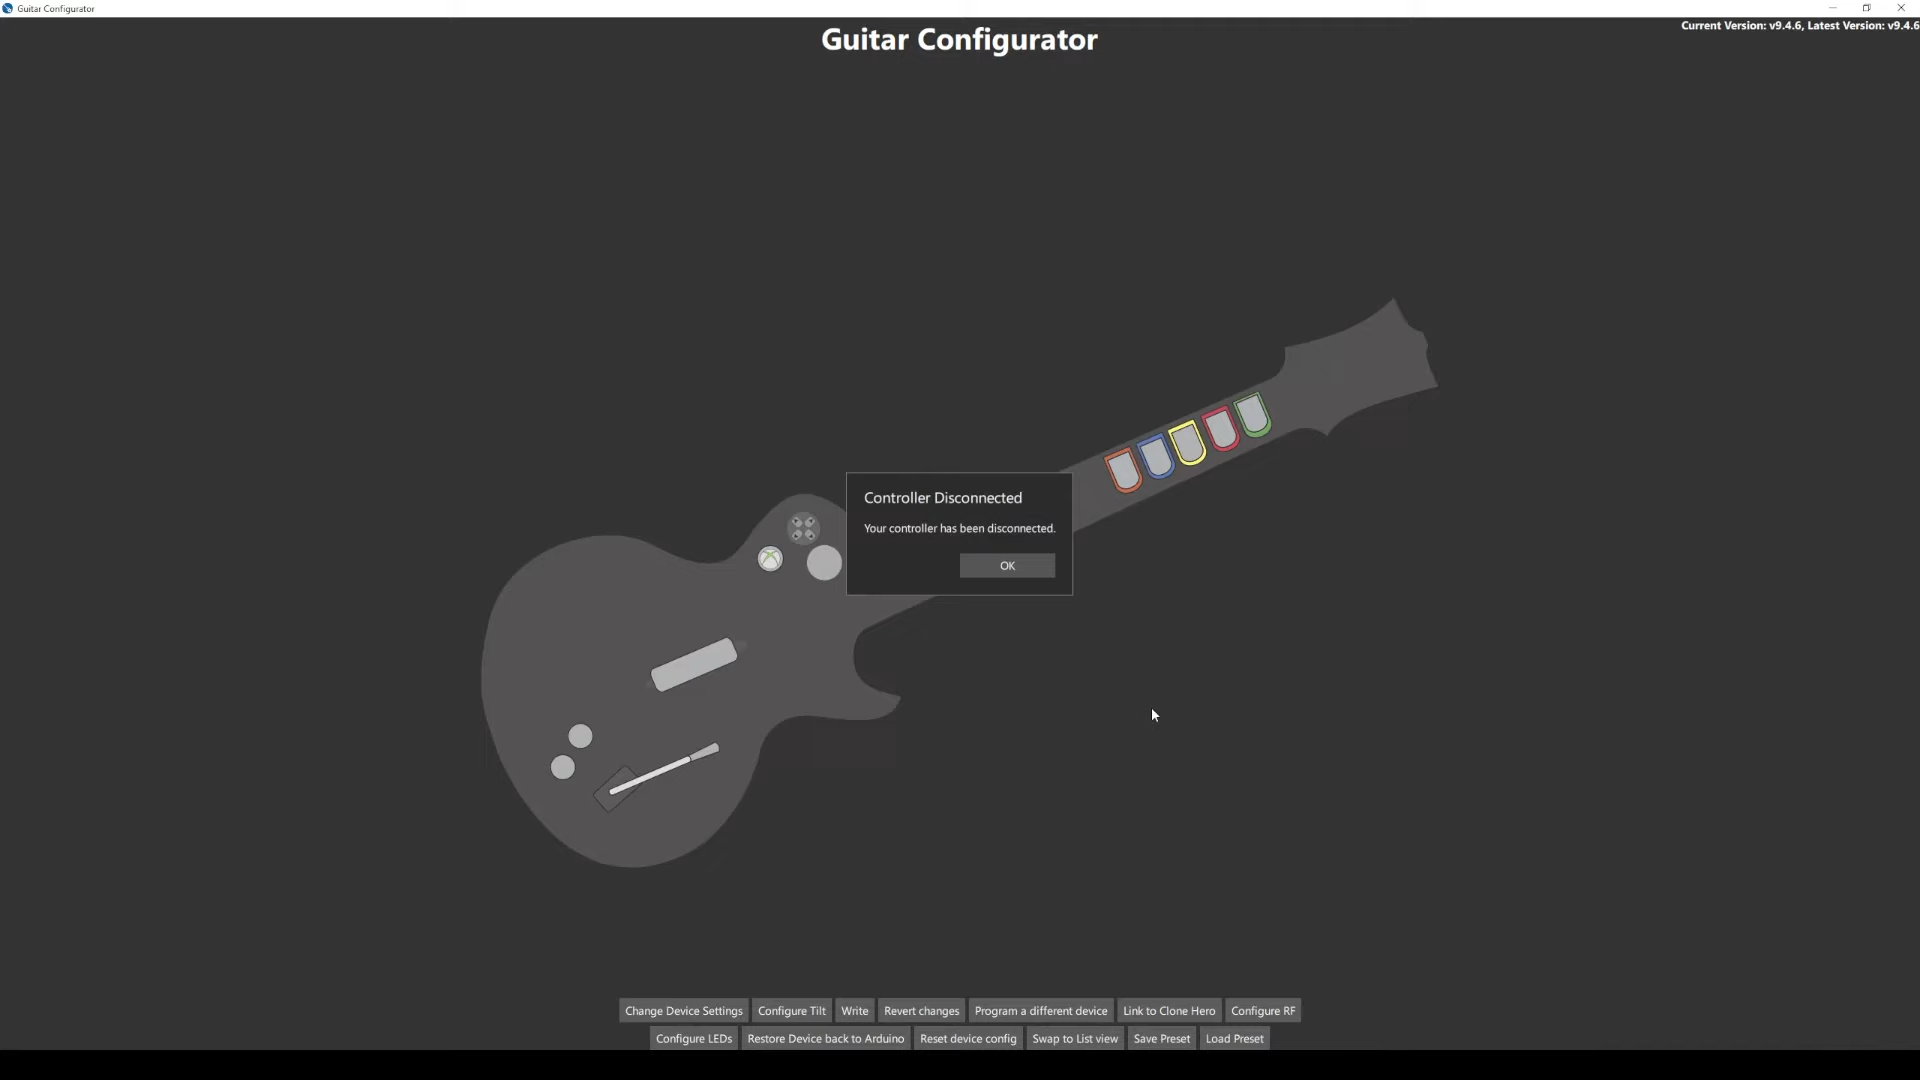 Guitar Configurator
Guitar Configurator
Current Version: v9.4.6, Latest Version: v9.4.6
Controller Disconnected
Your controller has been disconnected.
OK
Change Device Settings
Configure Tilt
Write
Revert changes
Program a different device
Link to Clone Hero
Configure RF
Configure LEDs
Restore Device back to Arduino
Reset device config
Swap to List view
Save Preset
Load Preset